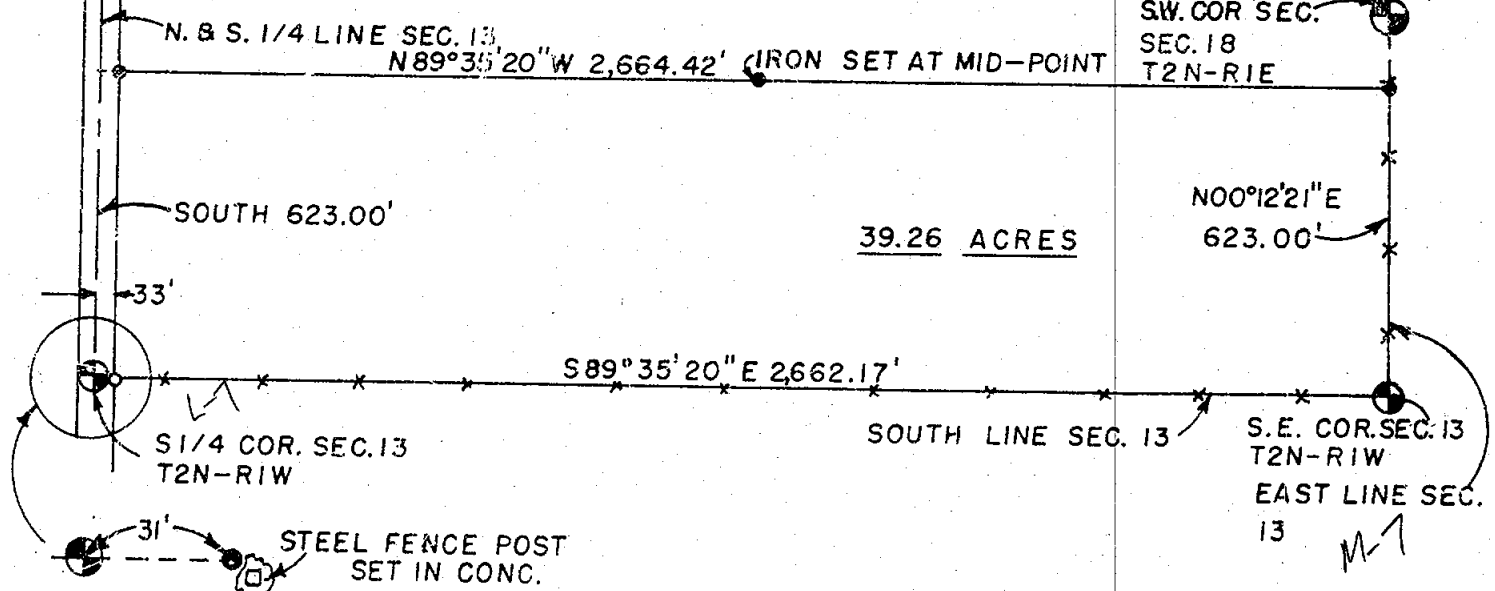 N. & S. 1/4 LINE SEC. 13
N89°35'20"W 2,664.42'
IRON SET AT MID-POINT
S.W. COR SEC.
SEC. 18
T2N-R1E
SOUTH 623.00'
N00°12'21"E
623.00'
39.26 ACRES
33'
S89°35'20"E 2,662.17'
S 1/4 COR. SEC. 13
T2N-R1W
SOUTH LINE SEC. 13
S.E. COR. SEC. 13
T2N-R1W
EAST LINE SEC.
13
M-7
L-7
31'
STEEL FENCE POST
SET IN CONC.